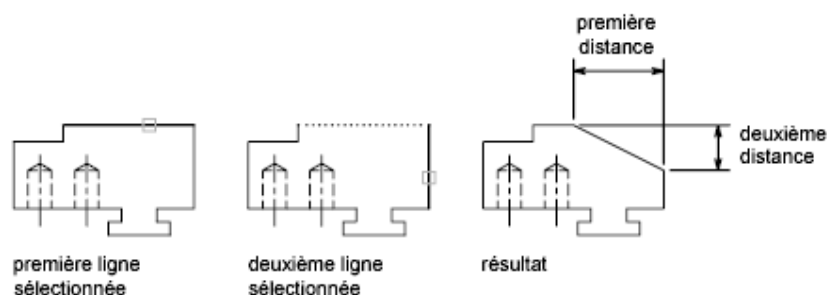 première
distance
deuxième
distance
première ligne
sélectionnée
deuxième ligne
sélectionnée
résultat